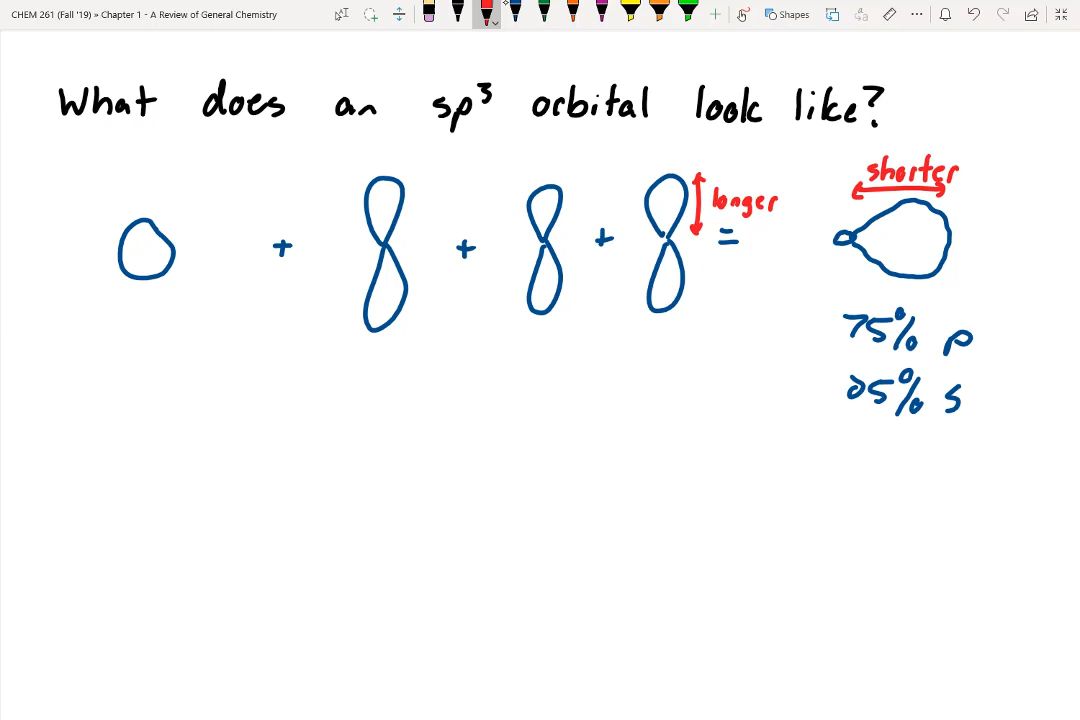 CHEM 261 (Fall '19) » Chapter 1 - A Review of General Chemistry
Shapes
What does an sp³ orbital look like?
shorter
+ + + longer =
75% p
25% s